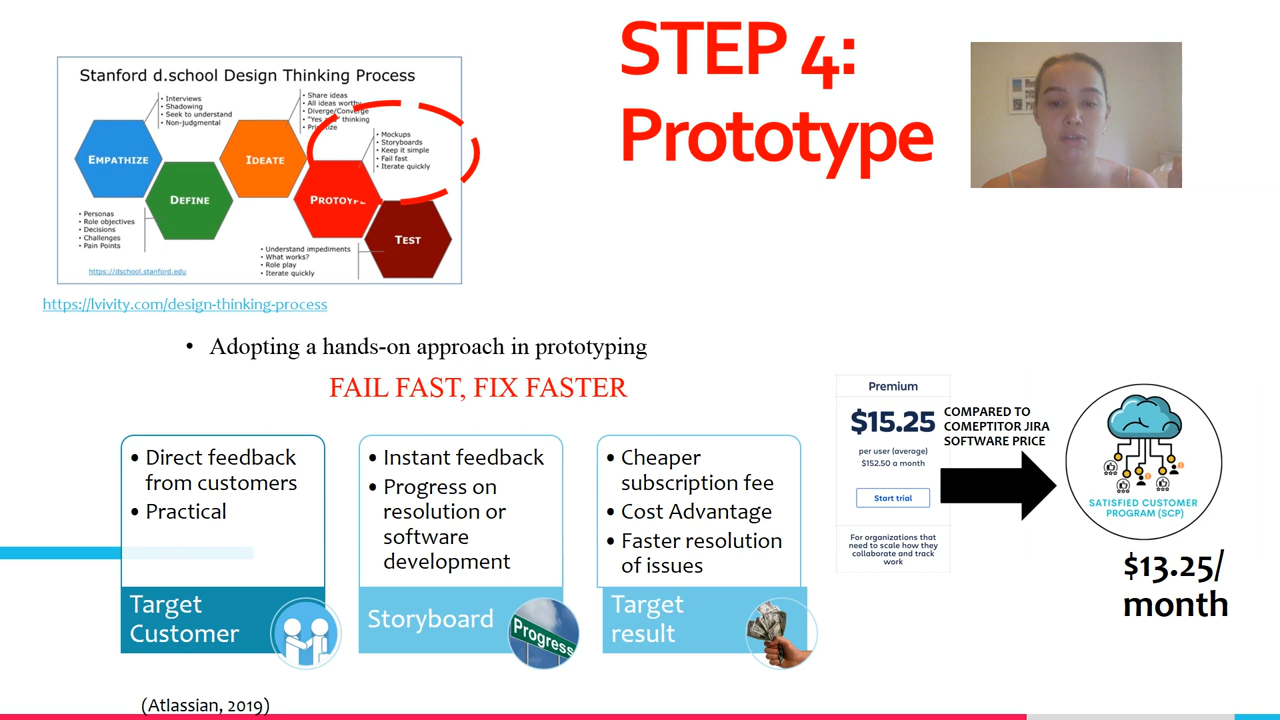 STEP 4:
Prototype
Stanford d.school Design Thinking Process
• Interviews
• Shadowing
• Seek to understand
• Non-judgmental
• Share ideas
• All ideas worthy
• Diverge/Converge
• "Yes and" thinking
• Prioritize
• Mockups
• Storyboards
• Keep it simple
• Fail fast
• Iterate quickly
EMPATHIZE
DEFINE
IDEATE
PROTOTYPE
TEST
• Personas
• Role objectives
• Decisions
• Challenges
• Pain Points
• Understand impediments
• What works?
• Role play
• Iterate quickly
https://dschool.stanford.edu
https://lvivity.com/design-thinking-process
• Adopting a hands-on approach in prototyping
FAIL FAST, FIX FASTER
• Direct feedback
from customers
• Practical
Target
Customer
• Instant feedback
• Progress on
resolution or
software
development
Storyboard
Progress
• Cheaper
subscription fee
• Cost Advantage
• Faster resolution
of issues
Target
result
Premium
$15.25
per user (average)
$152.50 a month
Start trial
For organizations that
need to scale how they
collaborate and track
work
COMPARED TO
COMEPTITOR JIRA
SOFTWARE PRICE
SATISFIED CUSTOMER
PROGRAM (SCP)
$13.25/
month
(Atlassian, 2019)